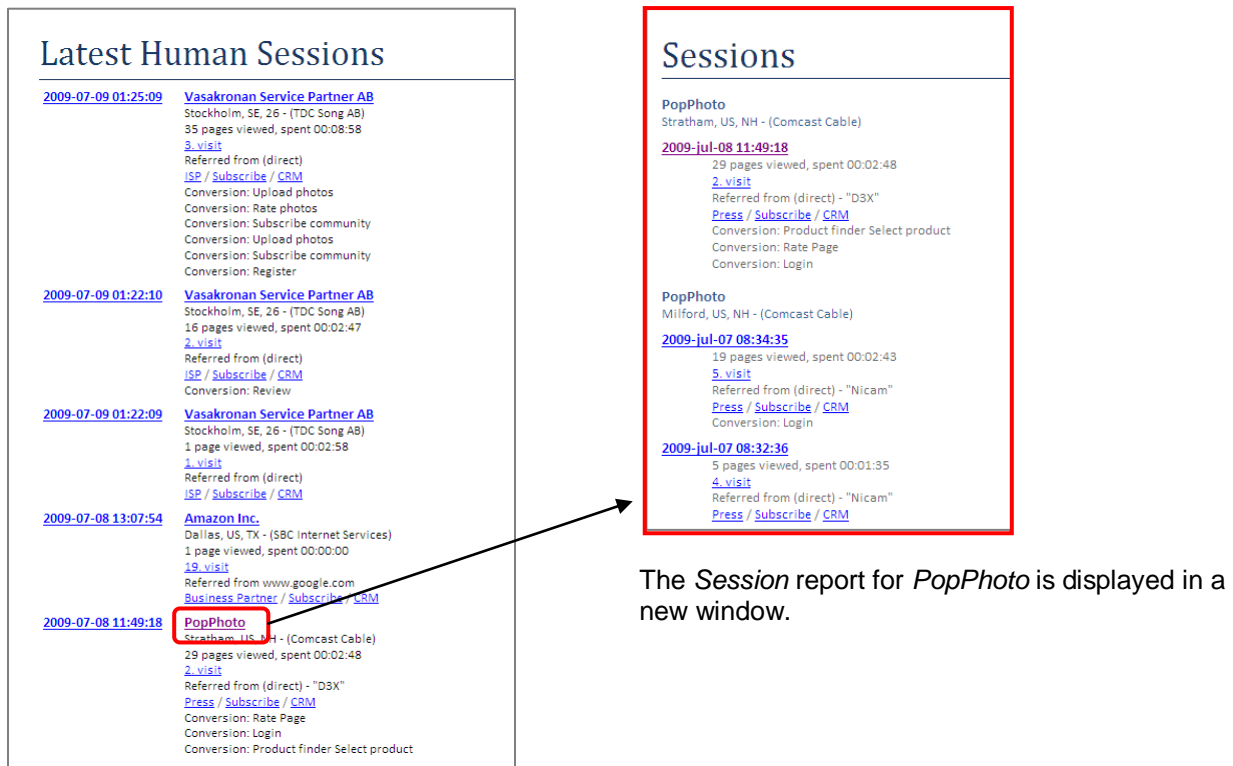 Latest Human Sessions
2009-07-09 01:25:09 Vasakronan Service Partner AB
Stockholm, SE, 26 - (TDC Song AB)
35 pages viewed, spent 00:08:58
3. visit
Referred from (direct)
ISP / Subscribe / CRM
Conversion: Upload photos
Conversion: Rate photos
Conversion: Subscribe community
Conversion: Upload photos
Conversion: Subscribe community
Conversion: Register
2009-07-09 01:22:10 Vasakronan Service Partner AB
Stockholm, SE, 26 - (TDC Song AB)
16 pages viewed, spent 00:02:47
2. visit
Referred from (direct)
ISP / Subscribe / CRM
Conversion: Review
2009-07-09 01:22:09 Vasakronan Service Partner AB
Stockholm, SE, 26 - (TDC Song AB)
1 page viewed, spent 00:02:58
1. visit
Referred from (direct)
ISP / Subscribe / CRM
2009-07-08 13:07:54 Amazon Inc.
Dallas, US, TX - (SBC Internet Services)
1 page viewed, spent 00:00:00
19. visit
Referred from www.google.com
Business Partner / Subscribe / CRM
2009-07-08 11:49:18 PopPhoto
Stratham, US, NH - (Comcast Cable)
29 pages viewed, spent 00:02:48
2. visit
Referred from (direct) - "D3X"
Press / Subscribe / CRM
Conversion: Rate Page
Conversion: Login
Conversion: Product finder Select product
Sessions
PopPhoto
Stratham, US, NH - (Comcast Cable)
2009-jul-08 11:49:18
29 pages viewed, spent 00:02:48
2. visit
Referred from (direct) - "D3X"
Press / Subscribe / CRM
Conversion: Product finder Select product
Conversion: Rate Page
Conversion: Login
PopPhoto
Milford, US, NH - (Comcast Cable)
2009-jul-07 08:34:35
19 pages viewed, spent 00:02:43
5. visit
Referred from (direct) - "Nicam"
Press / Subscribe / CRM
Conversion: Login
2009-jul-07 08:32:36
5 pages viewed, spent 00:01:35
4. visit
Referred from (direct) - "Nicam"
Press / Subscribe / CRM
The Session report for PopPhoto is displayed in a
new window.